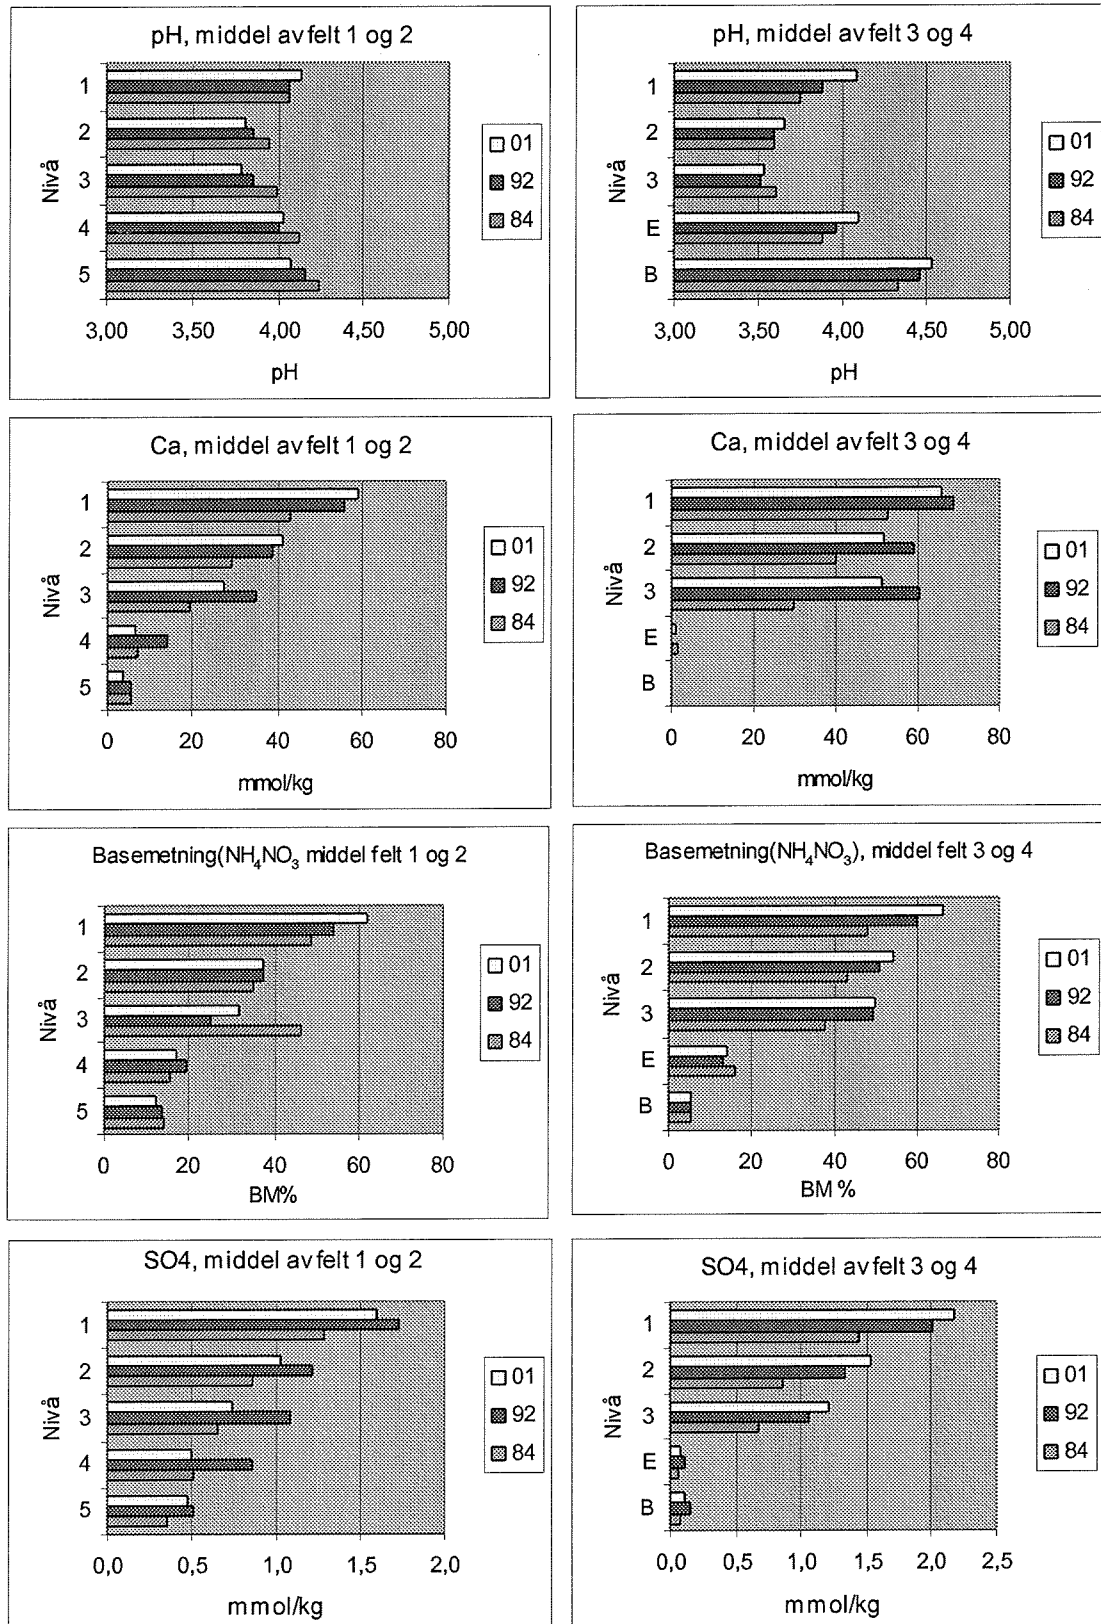 pH, middel av felt 1 og 2
Nivå
1
2
3
4
5
3,00 3,50 4,00 4,50 5,00
pH
01
92
84
pH, middel av felt 3 og 4
Nivå
1
2
3
E
B
3,00 3,50 4,00 4,50 5,00
pH
01
92
84
Ca, middel av felt 1 og 2
Nivå
1
2
3
4
5
0 20 40 60 80
mmol/kg
01
92
84
Ca, middel av felt 3 og 4
Nivå
1
2
3
E
B
0 20 40 60 80
mmol/kg
01
92
84
Basemetning(NH₄NO₃ middel felt 1 og 2
Nivå
1
2
3
4
5
0 20 40 60 80
BM%
01
92
84
Basemetning(NH₄NO₃), middel felt 3 og 4
Nivå
1
2
3
E
B
0 20 40 60 80
BM %
01
92
84
SO4, middel av felt 1 og 2
Nivå
1
2
3
4
5
0,0 0,5 1,0 1,5 2,0
mmol/kg
01
92
84
SO4, middel av felt 3 og 4
Nivå
1
2
3
E
B
0,0 0,5 1,0 1,5 2,0 2,5
mmol/kg
01
92
84